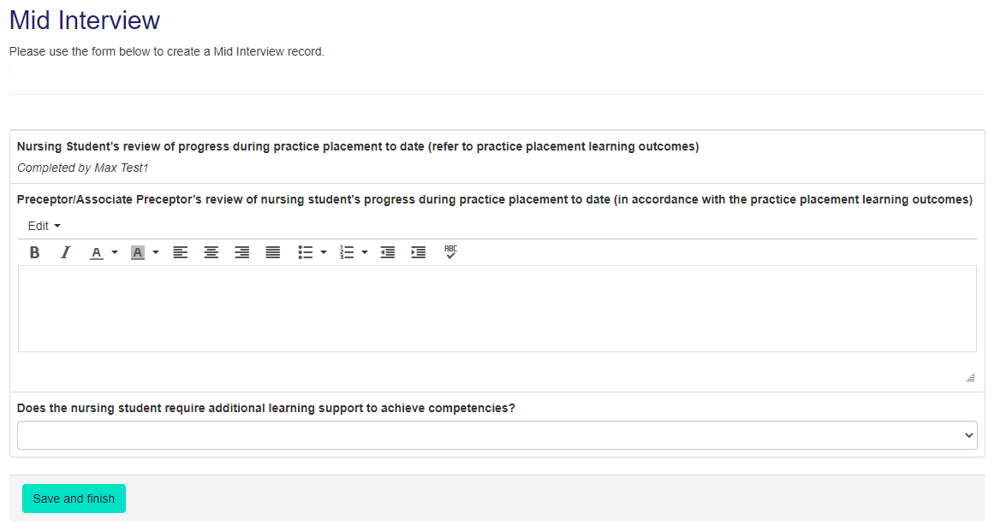 Mid Interview
Please use the form below to create a Mid Interview record.
Nursing Student’s review of progress during practice placement to date (refer to practice placement learning outcomes)
Completed by Max Test1
Preceptor/Associate Preceptor’s review of nursing student’s progress during practice placement to date (in accordance with the practice placement learning outcomes)
Edit
B I A A ABC
Does the nursing student require additional learning support to achieve competencies?
Save and finish